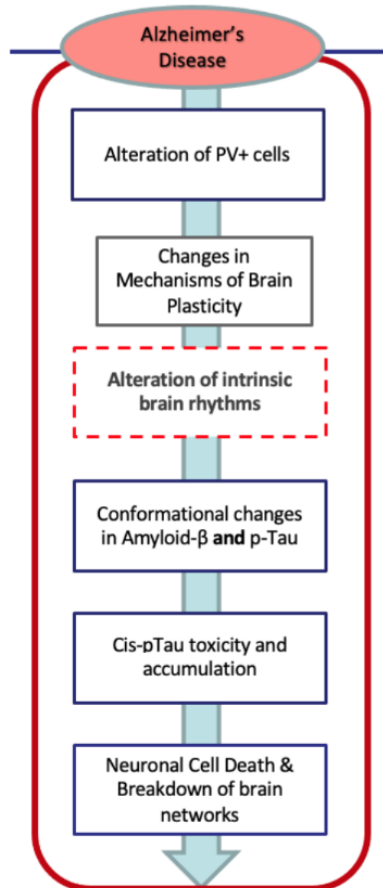 Alzheimer's
Disease
Alteration of PV+ cells
Changes in
Mechanisms of Brain
Plasticity
Alteration of intrinsic
brain rhythms
Conformational changes
in Amyloid-β and p-Tau
Cis-pTau toxicity and
accumulation
Neuronal Cell Death &
Breakdown of brain
networks